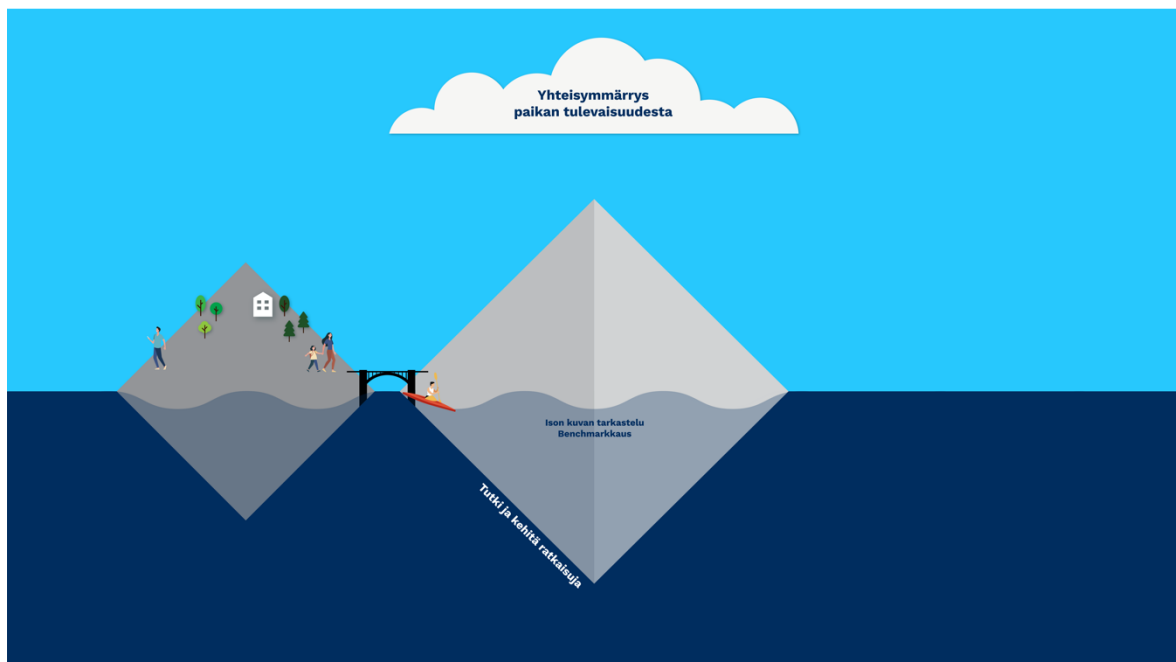 Yhteisymmärrys
paikan tulevaisuudesta
Ison kuvan tarkastelu
Benchmarkkaus
Tutki ja kehitä ratkaisuja